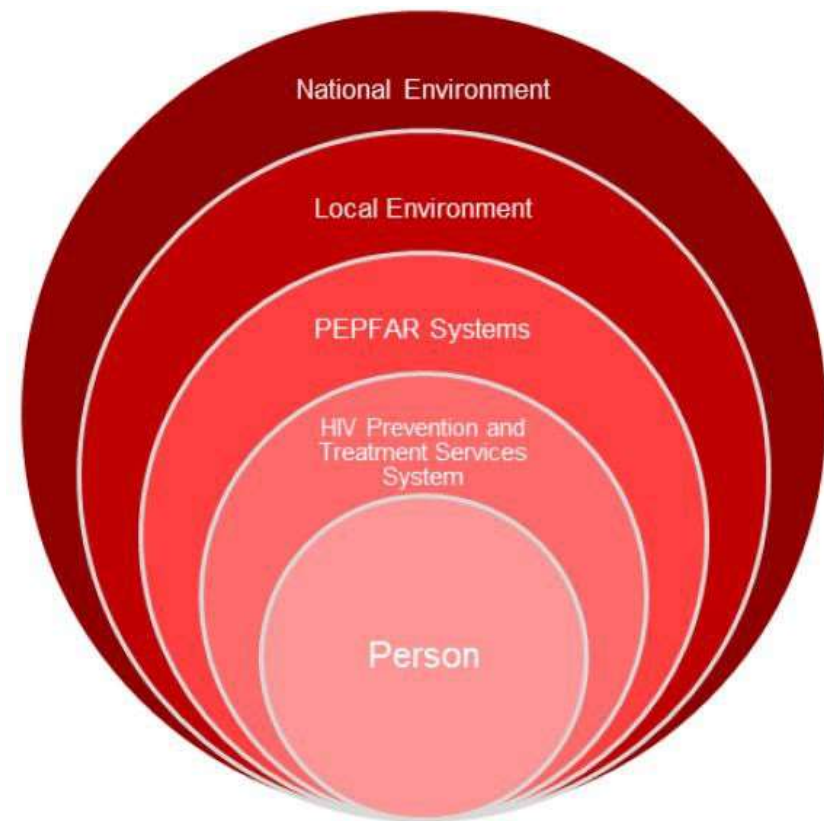 National Environment
Local Environment
PEPFAR Systems
HIV Prevention and
Treatment Services
System
Person